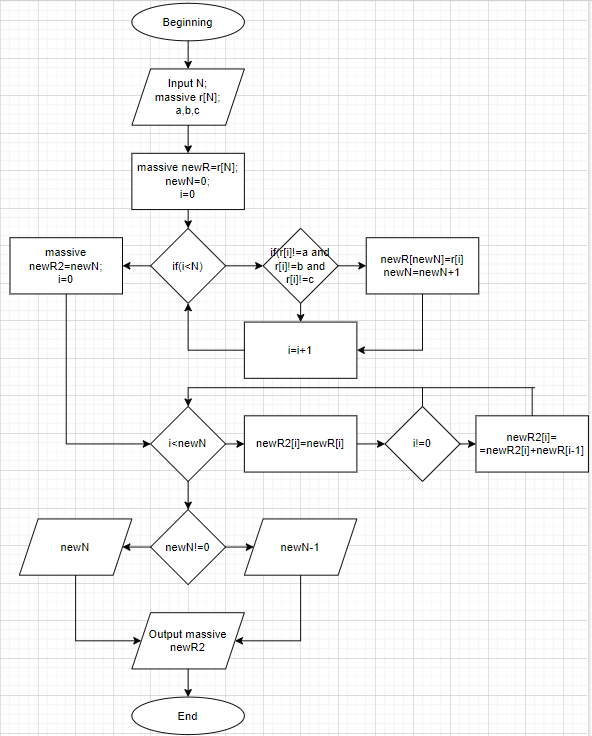 Beginning
Input N;
massive r[N];
a,b,c
massive newR=r[N];
newN=0;
i=0
massive
newR2=newN;
i=0
if(i<N)
if(r[i]!=a and
r[i]!=b and
r[i]!=c
newR[newN]=r[i]
newN=newN+1
i=i+1
i<newN
newR2[i]=newR[i]
i!=0
newR2[i]=
=newR2[i]+newR[i-1]
newN
newN!=0
newN-1
Output massive
newR2
End